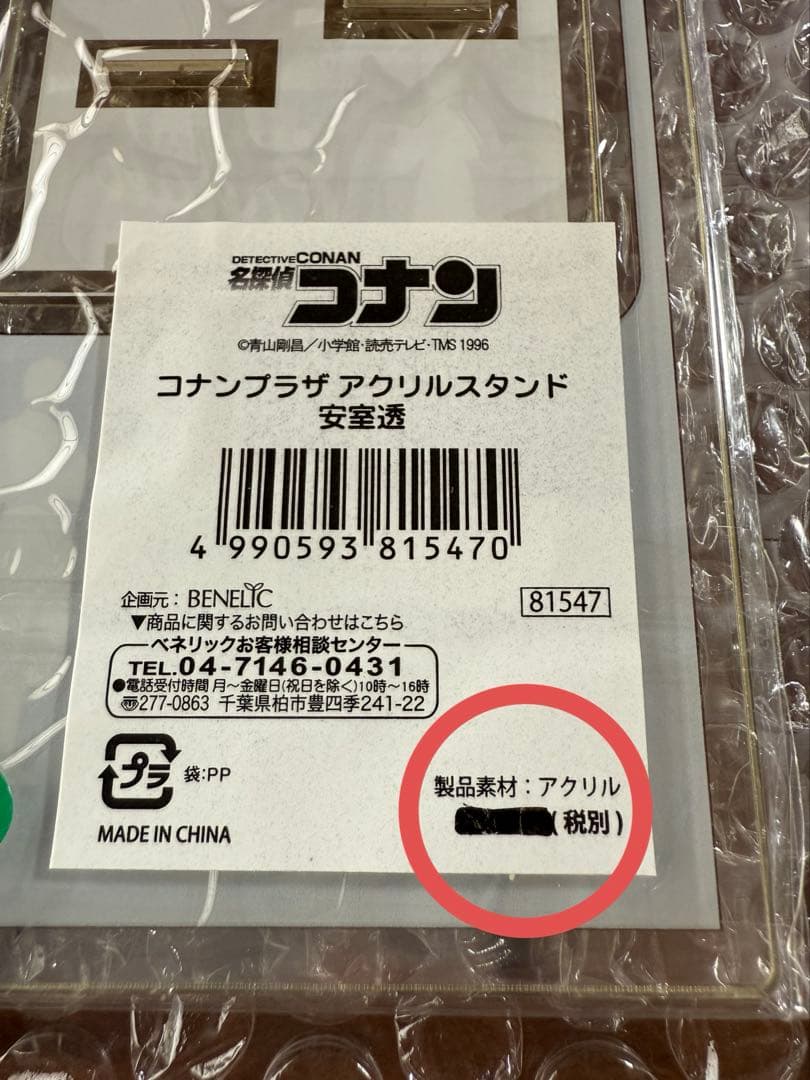 DETECTIVE CONAN
名探偵コナン
©青山剛昌／小学館・読売テレビ・TMS 1996
コナンプラザ アクリルスタンド
安室透
4 990593 815470
企画元：BENELIC
81547
▼商品に関するお問い合わせはこちら
ベネリックお客様相談センター
TEL.04-7146-0431
●電話受付時間 月～金曜日(祝日を除く)10時～16時
〒277-0863 千葉県柏市豊四季241-22
プラ 袋:PP
製品素材：アクリル
(税別)
MADE IN CHINA